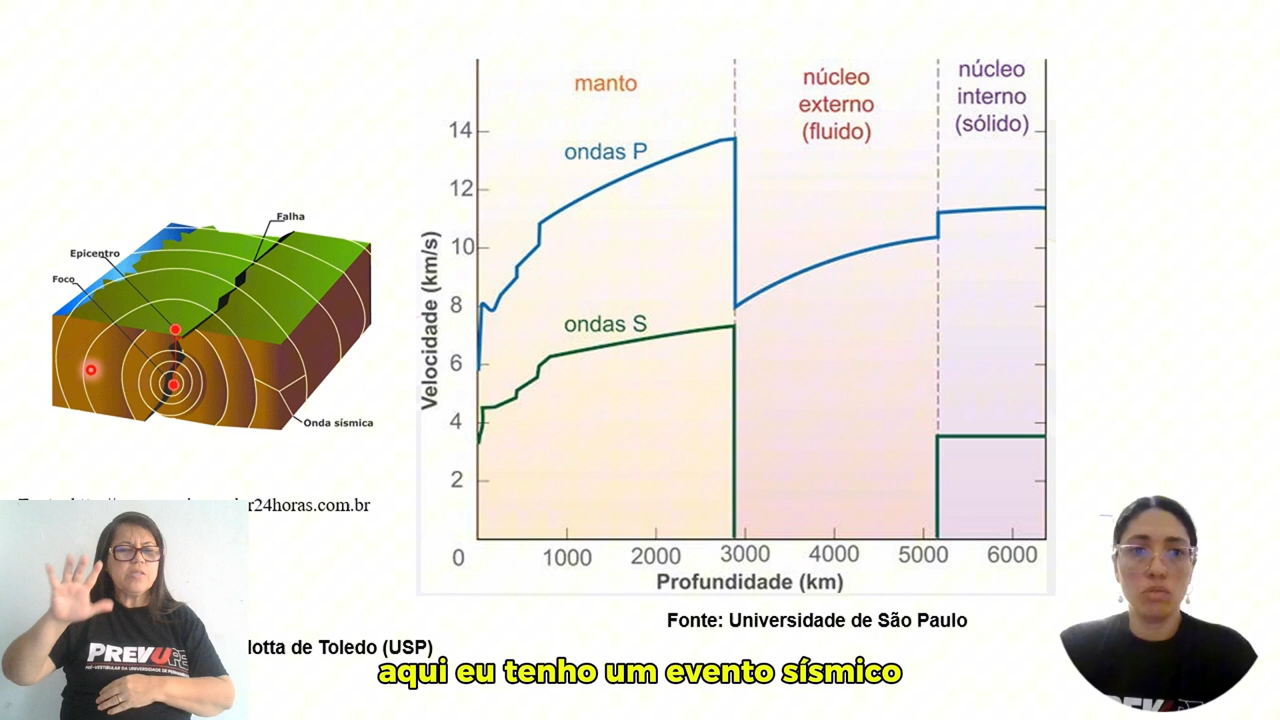 Falha
Epicentro
Foco
Onda sísmica
r24horas.com.br
manto
núcleo
externo
(fluido)
núcleo
interno
(sólido)
ondas P
ondas S
Velocidade (km/s)
14
12
10
8
6
4
2
0 1000 2000 3000 4000 5000 6000
Profundidade (km)
Fonte: Universidade de São Paulo
lotta de Toledo (USP)
aqui eu tenho um evento sísmico
PREVUFE